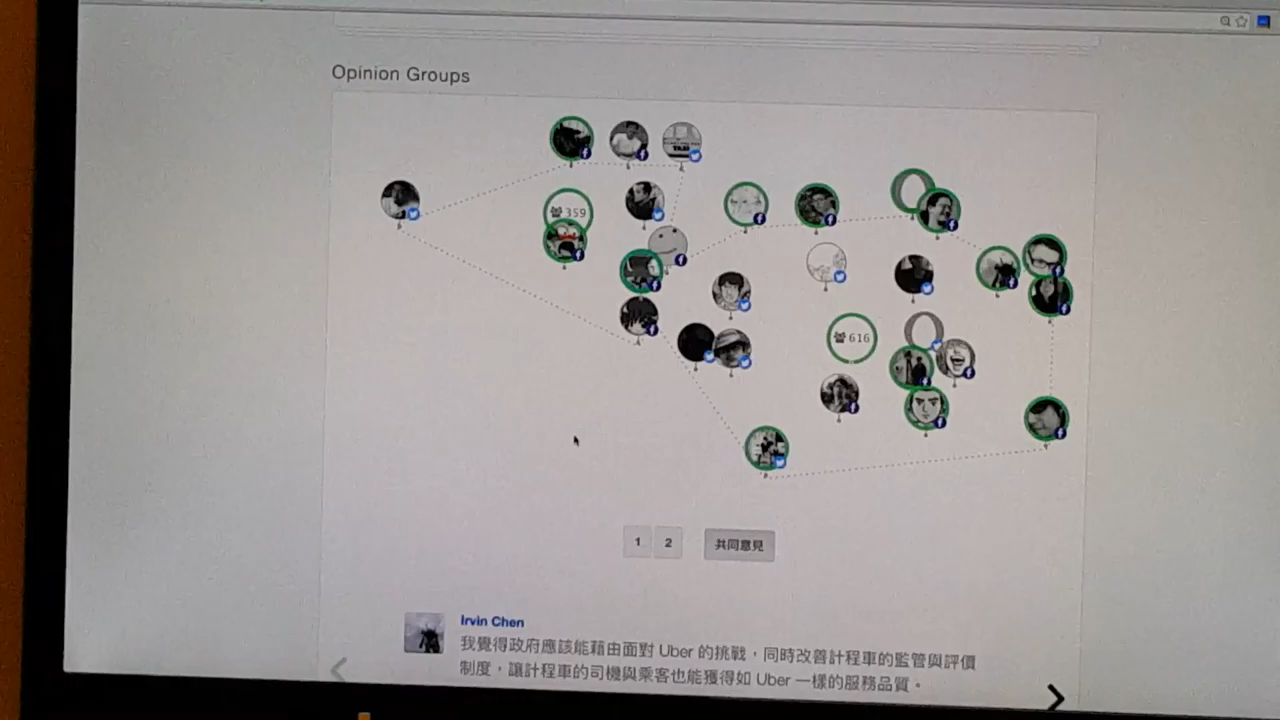 Opinion Groups
TAXI
359
616
1
2
共同意見
Irvin Chen
我覺得政府應該能藉由面對 Uber 的挑戰，同時改善計程車的監管與評價
制度，讓計程車的司機與乘客也能獲得如 Uber 一樣的服務品質。